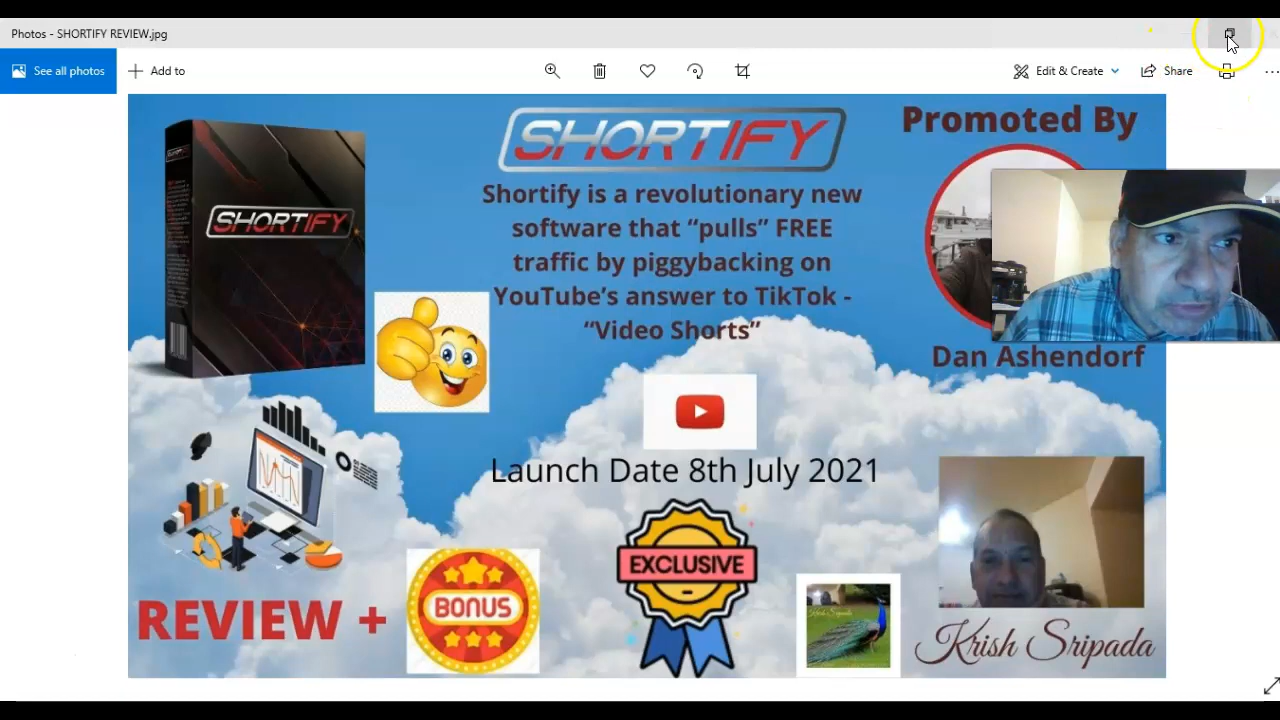 Photos - SHORTIFY REVIEW.jpg
See all photos
Add to
Edit & Create
Share
SHORTIFY
Promoted By
Shortify is a revolutionary new
software that “pulls” FREE
traffic by piggybacking on
YouTube’s answer to TikTok -
“Video Shorts”
SHORTIFY
Dan Ashendorf
Launch Date 8th July 2021
EXCLUSIVE
REVIEW +
BONUS
Krish Sripada
Krish Sripada